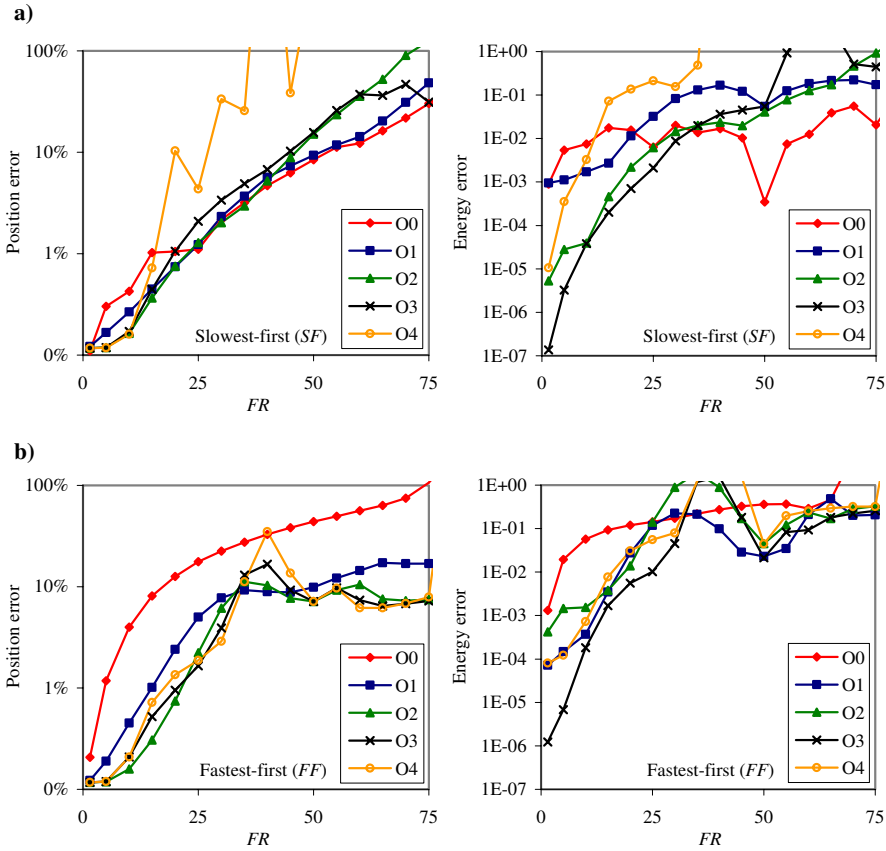 a)
100%
10%
1%
0%
Position error
0
25
50
75
FR
Slowest-first (SF)
O0
O1
O2
O3
O4
1E+00
1E-01
1E-02
1E-03
1E-04
1E-05
1E-06
1E-07
Energy error
0
25
50
75
FR
Slowest-first (SF)
O0
O1
O2
O3
O4
b)
100%
10%
1%
0%
Position error
0
25
50
75
FR
Fastest-first (FF)
O0
O1
O2
O3
O4
1E+00
1E-01
1E-02
1E-03
1E-04
1E-05
1E-06
1E-07
Energy error
0
25
50
75
FR
Fastest-first (FF)
O0
O1
O2
O3
O4